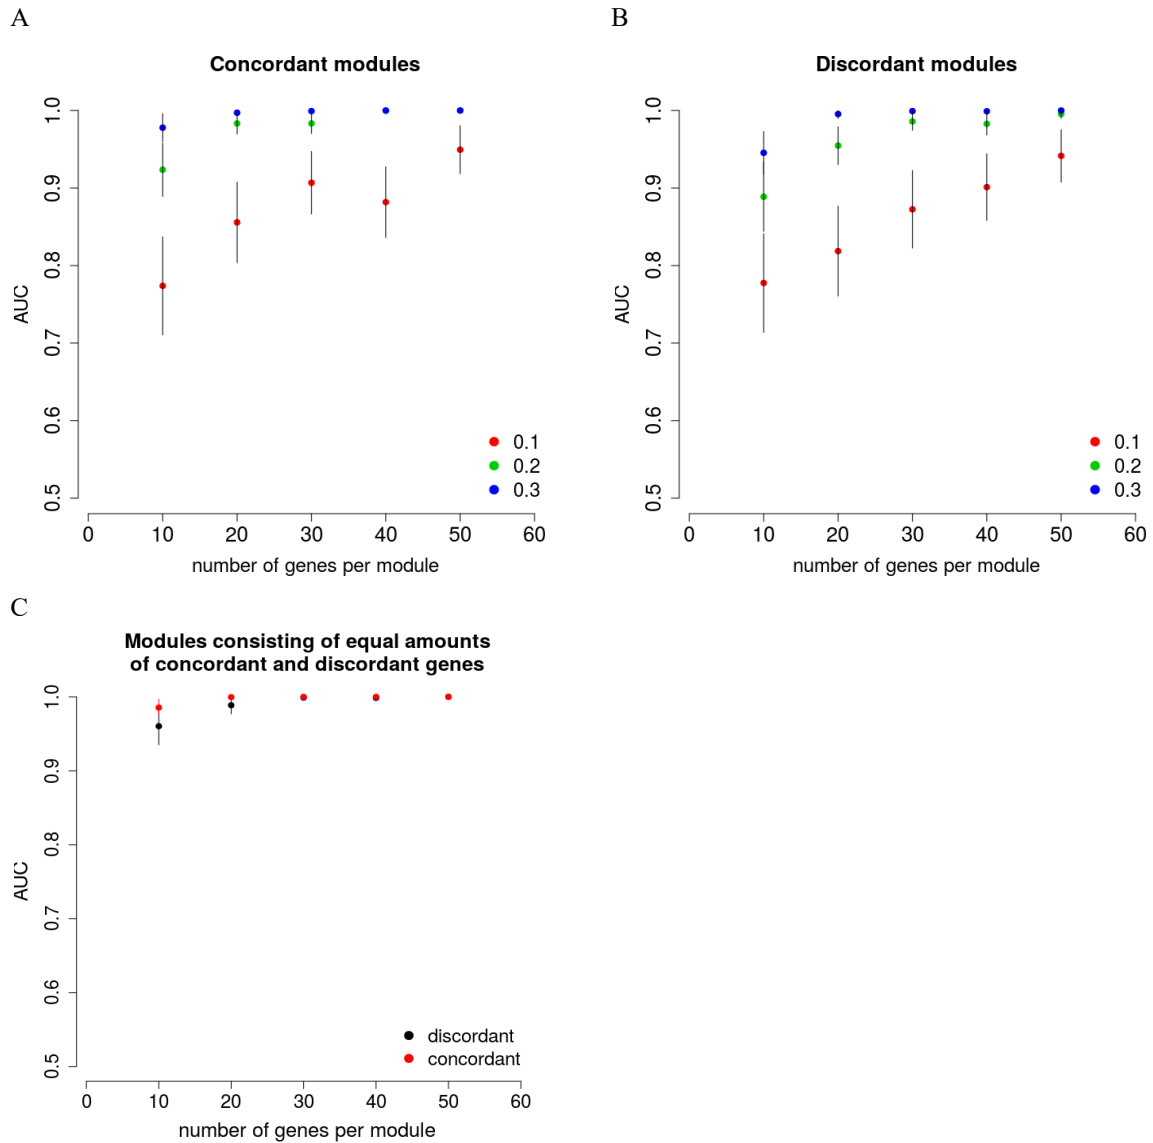 A
Concordant modules
AUC
1.0
0.9
0.8
0.7
0.6
0.5
0 10 20 30 40 50 60
number of genes per module
0.1
0.2
0.3
B
Discordant modules
AUC
1.0
0.9
0.8
0.7
0.6
0.5
0 10 20 30 40 50 60
number of genes per module
0.1
0.2
0.3
C
Modules consisting of equal amounts
of concordant and discordant genes
AUC
1.0
0.9
0.8
0.7
0.6
0.5
0 10 20 30 40 50 60
number of genes per module
discordant
concordant